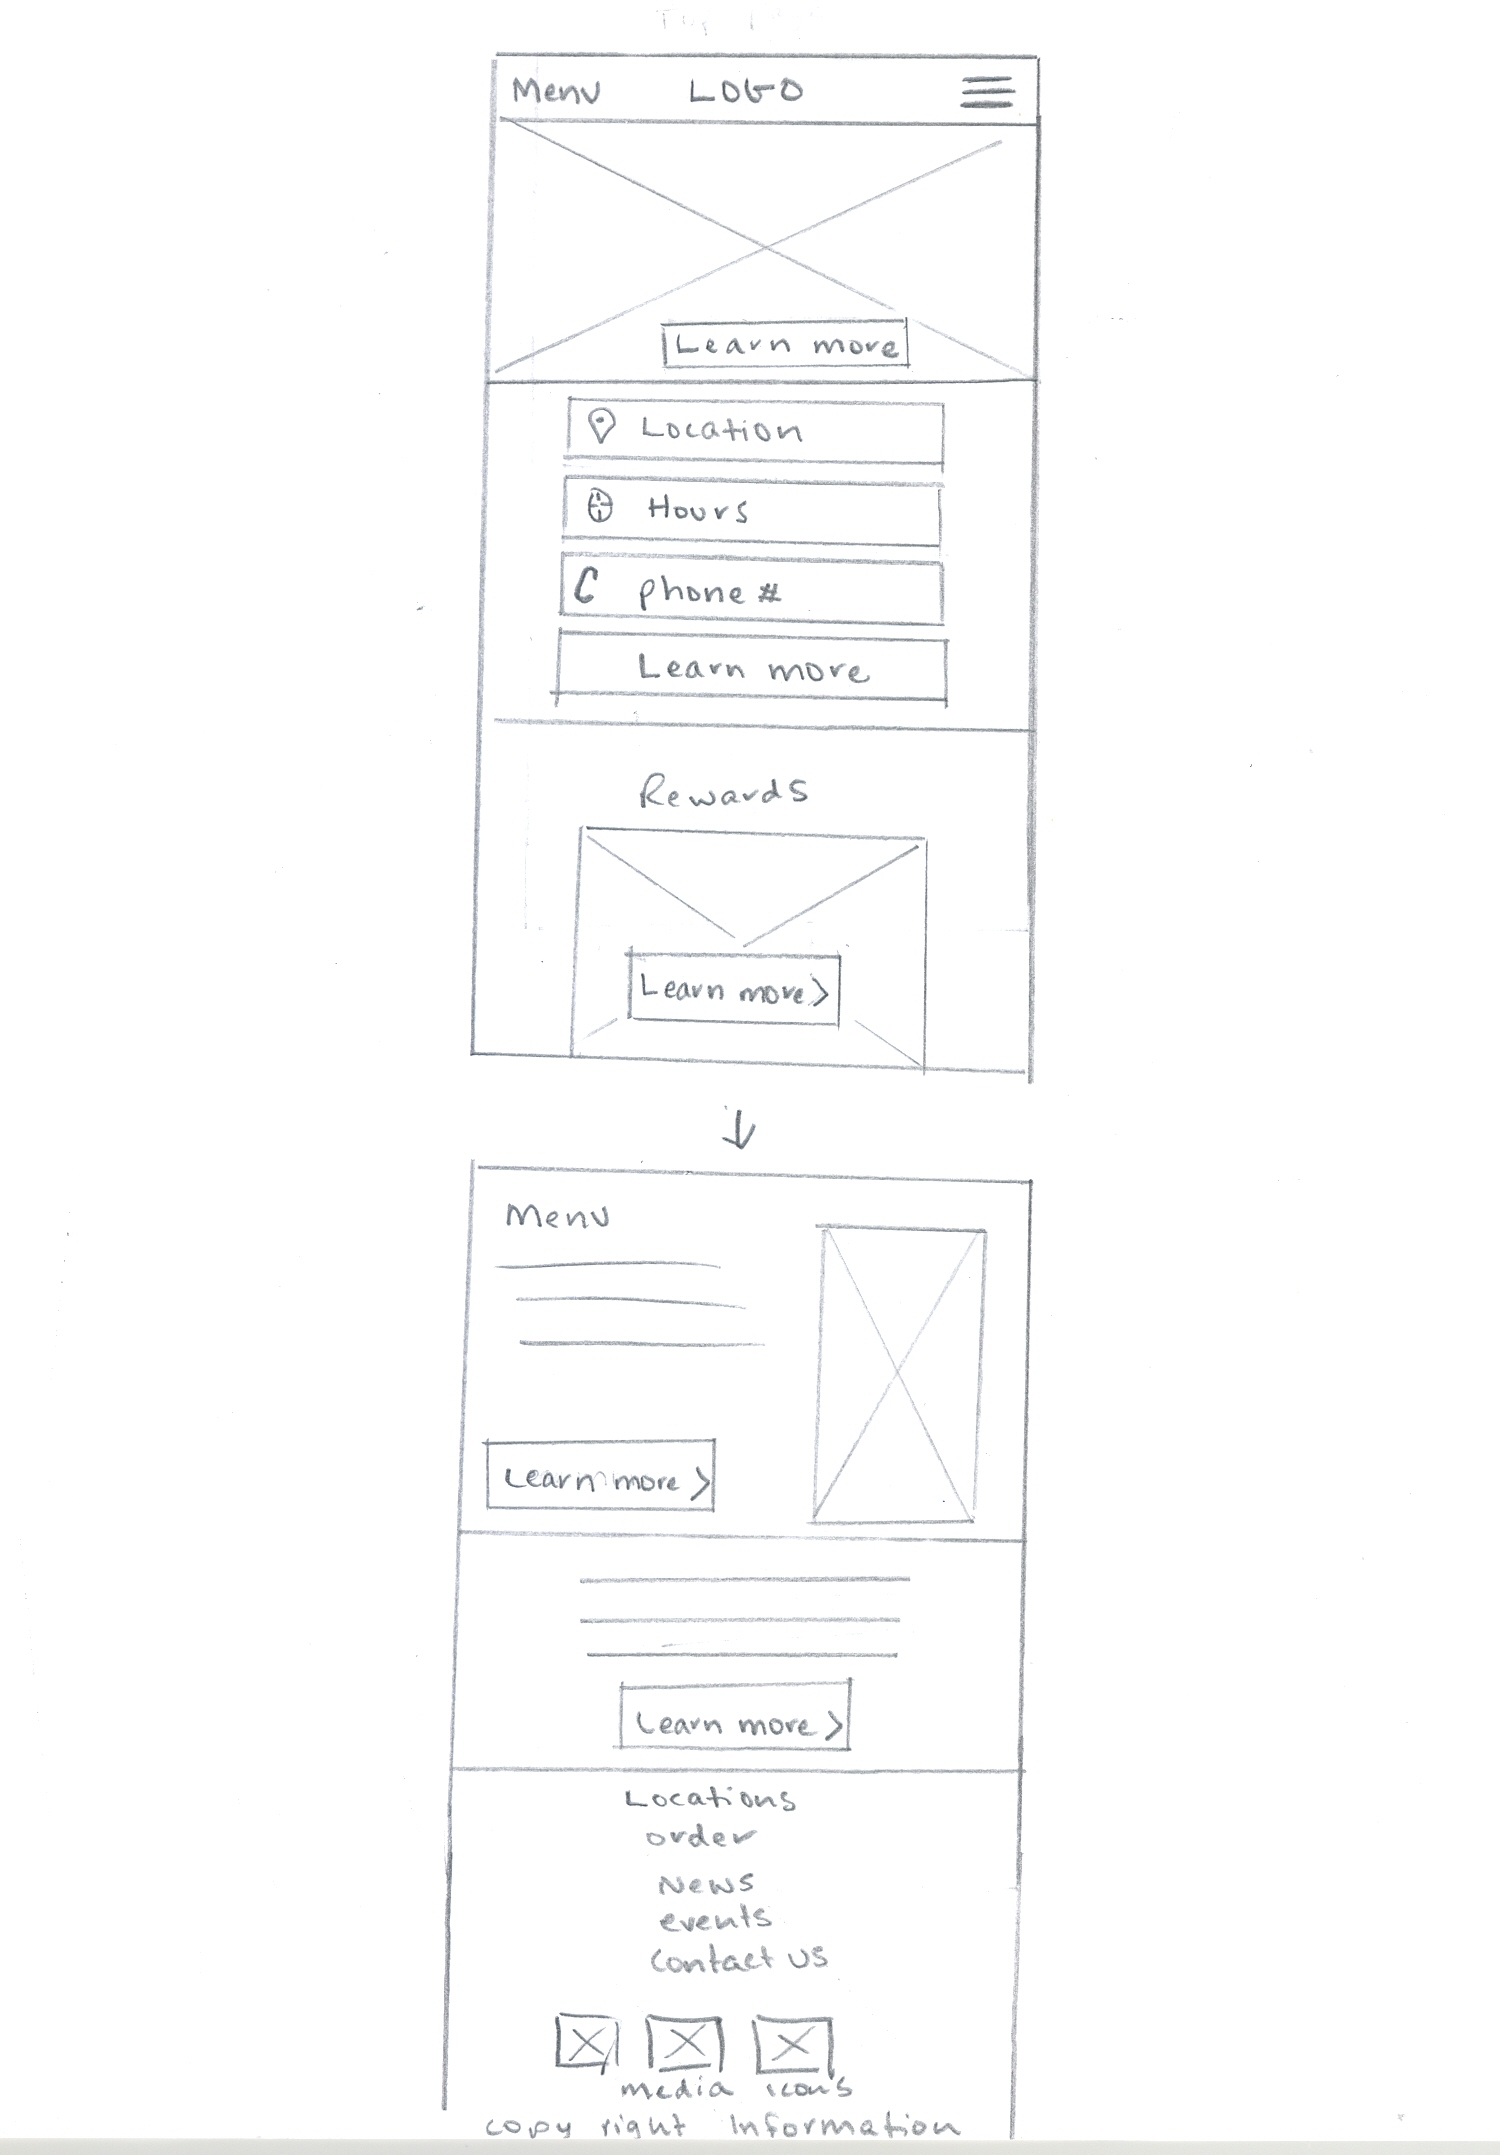 Menu LOGO
Learn more
Location
Hours
phone #
Learn more
Rewards
Learn more >
Menu
Learn more >
Learn more >
Locations
order
News
events
contact us
media icons
copy right Information